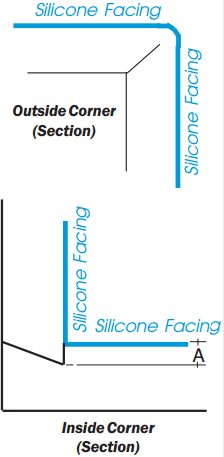 Silicone Facing
Silicone Facing
Outside Corner
(Section)
Silicone Facing
Silicone Facing
A
Inside Corner
(Section)